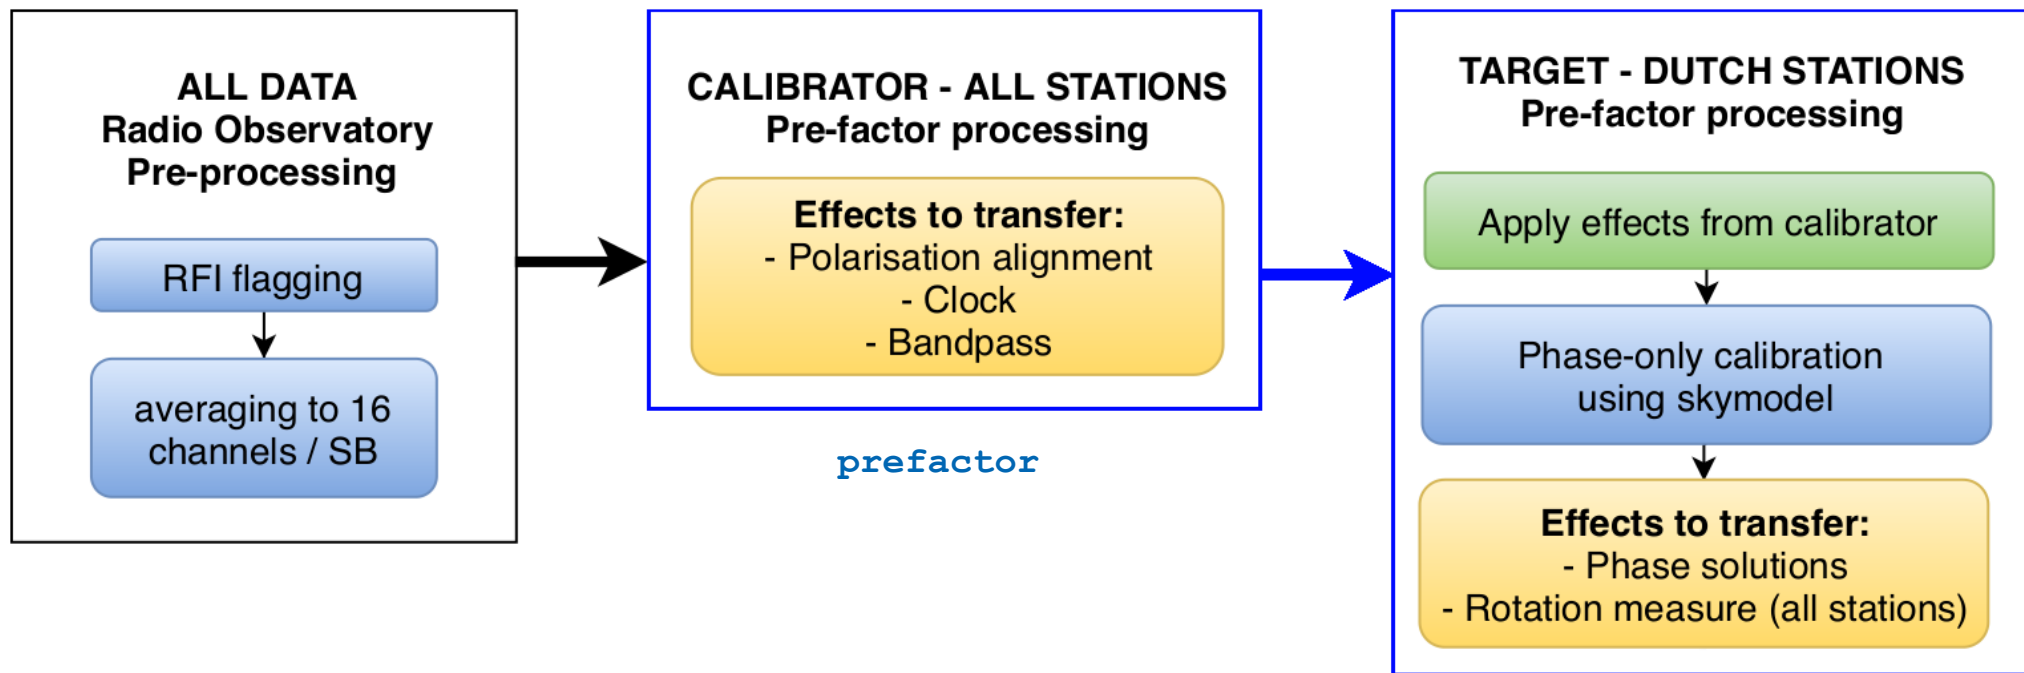 ALL DATA
Radio Observatory
Pre-processing
RFI flagging
averaging to 16
channels / SB
CALIBRATOR - ALL STATIONS
Pre-factor processing
Effects to transfer:
- Polarisation alignment
- Clock
- Bandpass
prefactor
TARGET - DUTCH STATIONS
Pre-factor processing
Apply effects from calibrator
Phase-only calibration
using skymodel
Effects to transfer:
- Phase solutions
- Rotation measure (all stations)